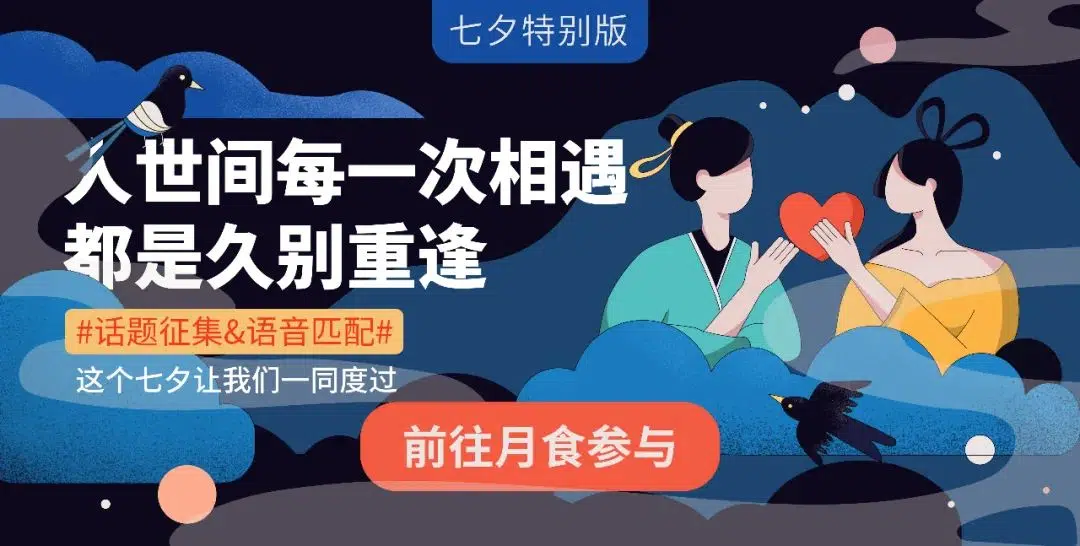 七夕特别版
人世间每一次相遇
都是久别重逢
#话题征集&语音匹配#
这个七夕让我们一同度过
前往月食参与